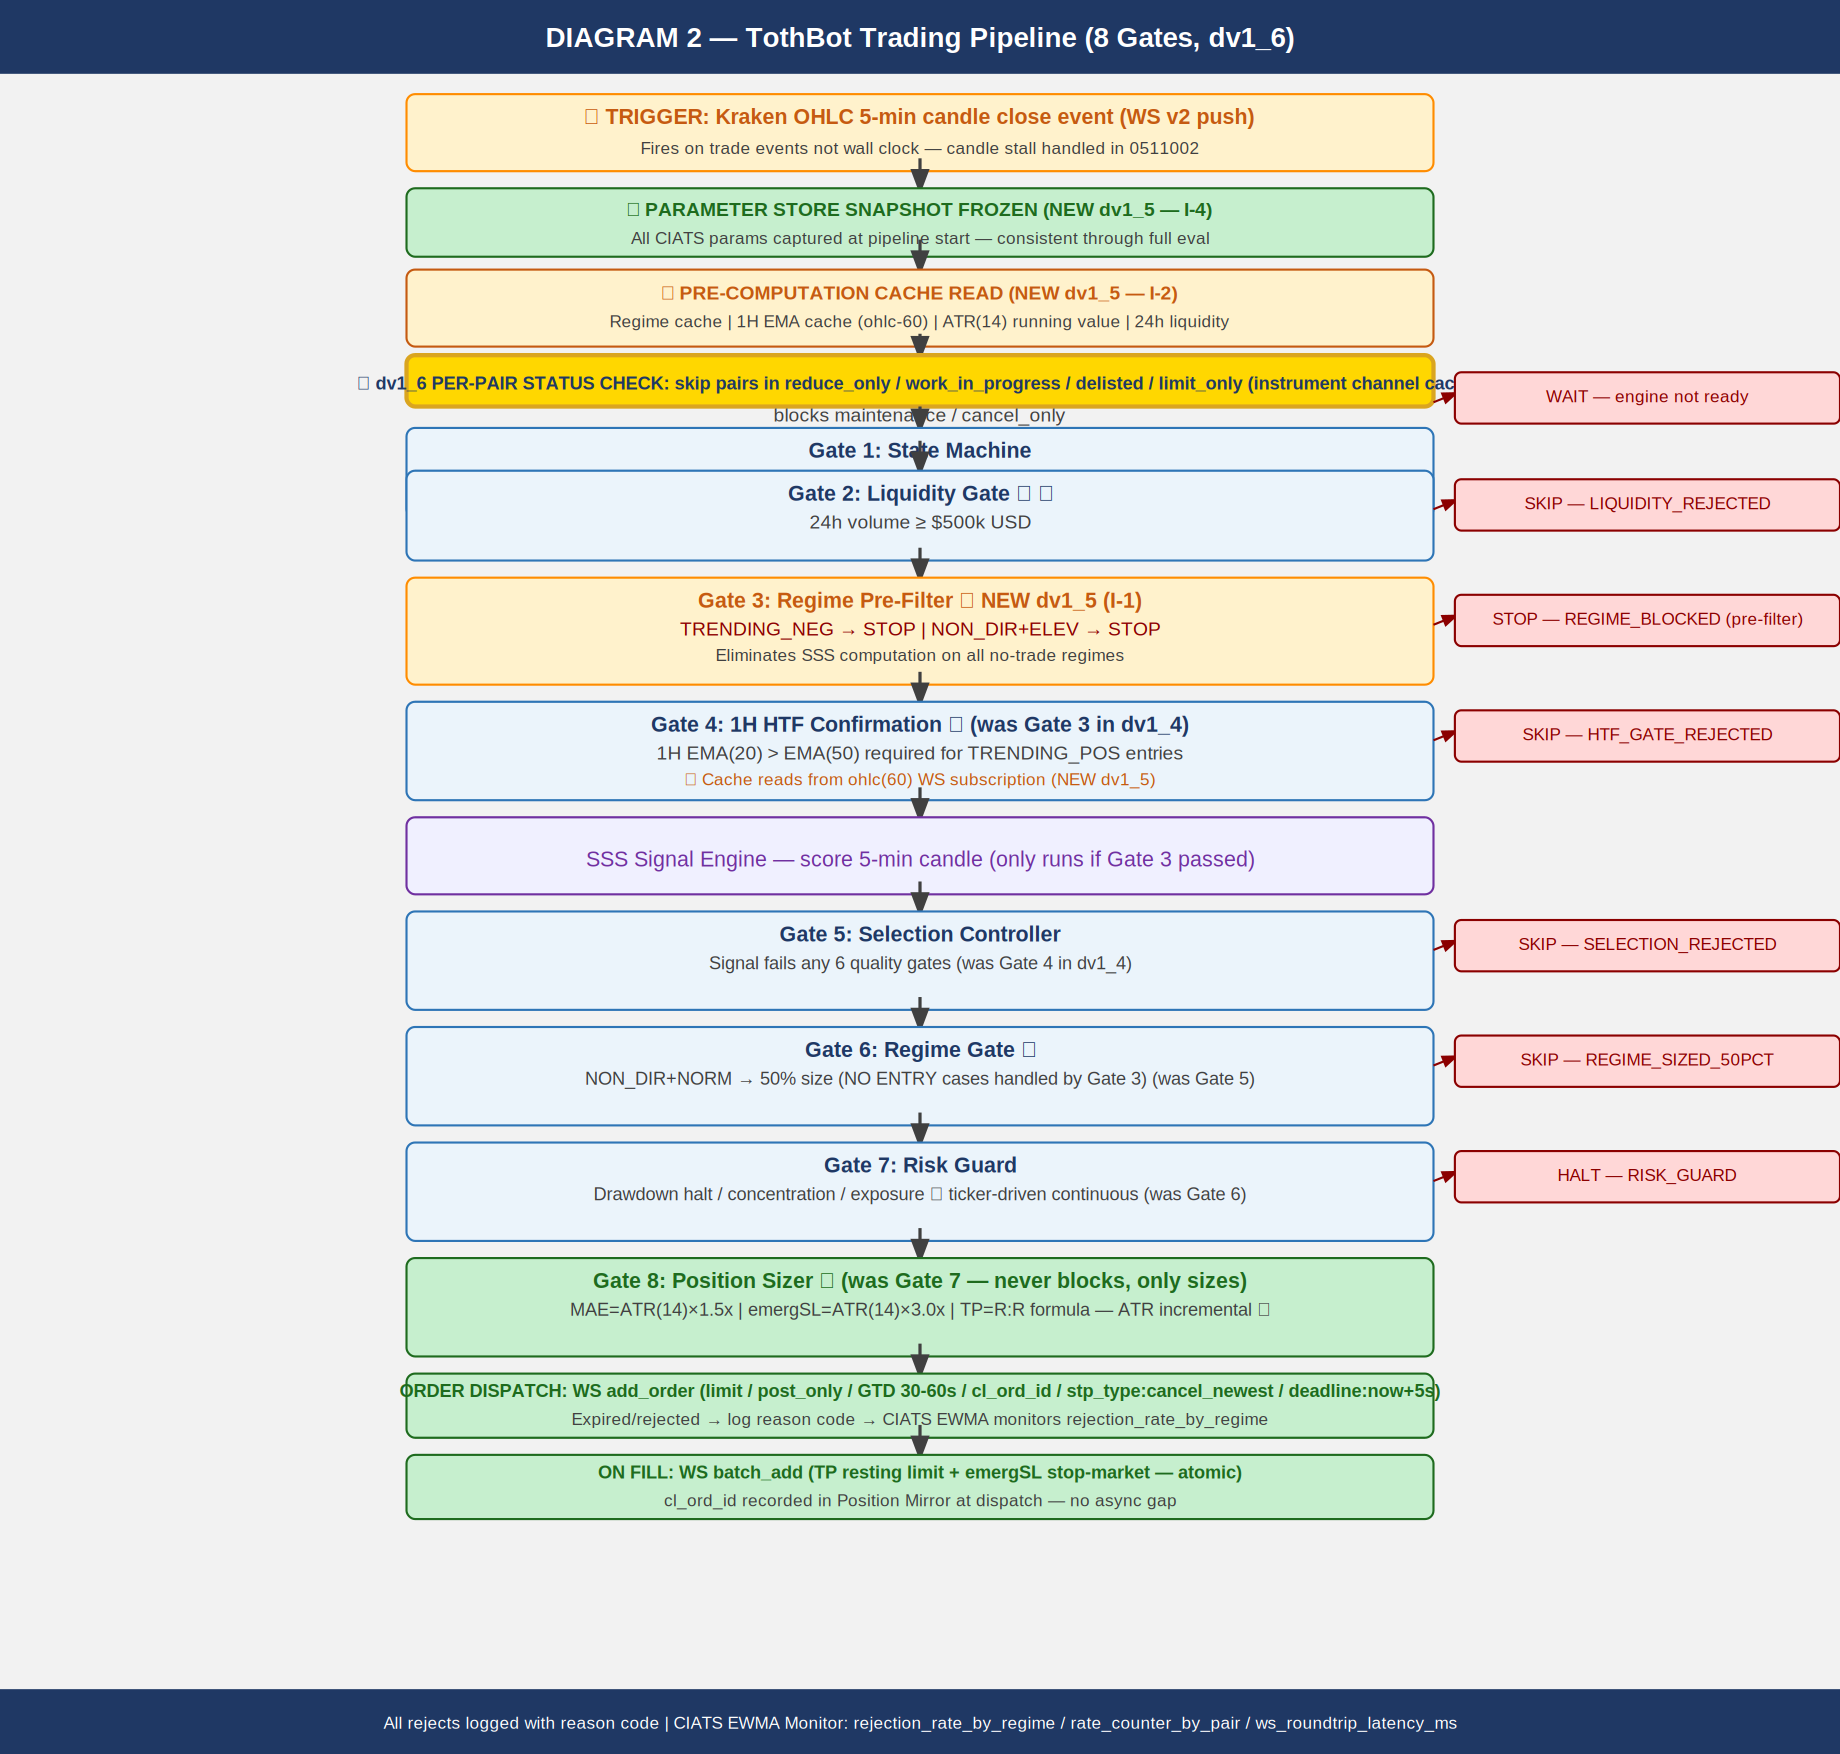 DIAGRAM 2 — TothBot Trading Pipeline (8 Gates, dv1_6)
TRIGGER: Kraken OHLC 5-min candle close event (WS v2 push)
Fires on trade events not wall clock — candle stall handled in 0511002
PARAMETER STORE SNAPSHOT FROZEN (NEW dv1_5 — I-4)
All CIATS params captured at pipeline start — consistent through full eval
PRE-COMPUTATION CACHE READ (NEW dv1_5 — I-2)
Regime cache | 1H EMA cache (ohlc-60) | ATR(14) running value | 24h liquidity
dv1_6 PER-PAIR STATUS CHECK: skip pairs in reduce_only / work_in_progress / delisted / limit_only (instrument channel cac
WAIT — engine not ready
blocks maintenance / cancel_only
Gate 1: State Machine
Gate 2: Liquidity Gate
24h volume ≥ $500k USD
SKIP — LIQUIDITY_REJECTED
Gate 3: Regime Pre-Filter NEW dv1_5 (I-1)
TRENDING_NEG → STOP | NON_DIR+ELEV → STOP
Eliminates SSS computation on all no-trade regimes
STOP — REGIME_BLOCKED (pre-filter)
Gate 4: 1H HTF Confirmation (was Gate 3 in dv1_4)
1H EMA(20) > EMA(50) required for TRENDING_POS entries
Cache reads from ohlc(60) WS subscription (NEW dv1_5)
SKIP — HTF_GATE_REJECTED
SSS Signal Engine — score 5-min candle (only runs if Gate 3 passed)
Gate 5: Selection Controller
Signal fails any 6 quality gates (was Gate 4 in dv1_4)
SKIP — SELECTION_REJECTED
Gate 6: Regime Gate
NON_DIR+NORM → 50% size (NO ENTRY cases handled by Gate 3) (was Gate 5)
SKIP — REGIME_SIZED_50PCT
Gate 7: Risk Guard
Drawdown halt / concentration / exposure ticker-driven continuous (was Gate 6)
HALT — RISK_GUARD
Gate 8: Position Sizer (was Gate 7 — never blocks, only sizes)
MAE=ATR(14)×1.5x | emergSL=ATR(14)×3.0x | TP=R:R formula — ATR incremental
ORDER DISPATCH: WS add_order (limit / post_only / GTD 30-60s / cl_ord_id / stp_type:cancel_newest / deadline:now+5s)
Expired/rejected → log reason code → CIATS EWMA monitors rejection_rate_by_regime
ON FILL: WS batch_add (TP resting limit + emergSL stop-market — atomic)
cl_ord_id recorded in Position Mirror at dispatch — no async gap
All rejects logged with reason code | CIATS EWMA Monitor: rejection_rate_by_regime / rate_counter_by_pair / ws_roundtrip_latency_ms